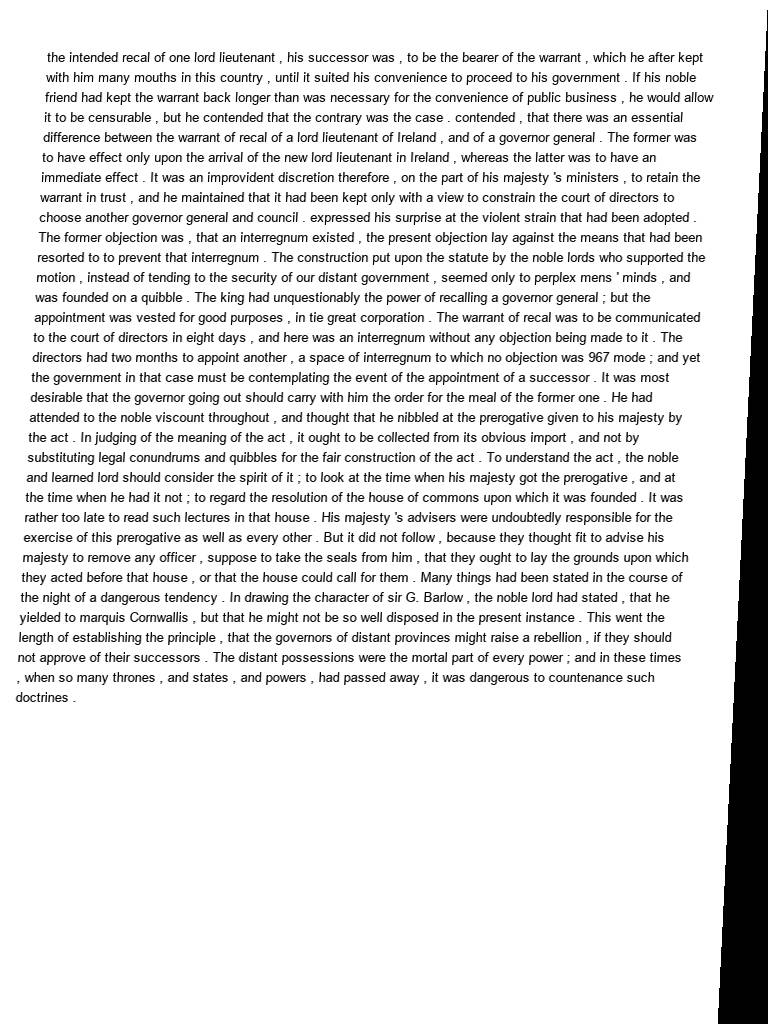 the intended recal of one lord lieutenant , his successor was , to be the bearer of the warrant , which he after kept
with him many mouths in this country , until it suited his convenience to proceed to his government . If his noble
friend had kept the warrant back longer than was necessary for the convenience of public business , he would allow
it to be censurable , but he contended that the contrary was the case . contended , that there was an essential
difference between the warrant of recal of a lord lieutenant of Ireland , and of a governor general . The former was
to have effect only upon the arrival of the new lord lieutenant in Ireland , whereas the latter was to have an
immediate effect . It was an improvident discretion therefore , on the part of his majesty 's ministers , to retain the
warrant in trust , and he maintained that it had been kept only with a view to constrain the court of directors to
choose another governor general and council . expressed his surprise at the violent strain that had been adopted .
The former objection was , that an interregnum existed , the present objection lay against the means that had been
resorted to to prevent that interregnum . The construction put upon the statute by the noble lords who supported the
motion , instead of tending to the security of our distant government , seemed only to perplex mens ' minds , and
was founded on a quibble . The king had unquestionably the power of recalling a governor general ; but the
appointment was vested for good purposes , in tie great corporation . The warrant of recal was to be communicated
to the court of directors in eight days , and here was an interregnum without any objection being made to it . The
directors had two months to appoint another , a space of interregnum to which no objection was 967 mode ; and yet
the government in that case must be contemplating the event of the appointment of a successor . It was most
desirable that the governor going out should carry with him the order for the meal of the former one . He had
attended to the noble viscount throughout , and thought that he nibbled at the prerogative given to his majesty by
the act . In judging of the meaning of the act , it ought to be collected from its obvious import , and not by
substituting legal conundrums and quibbles for the fair construction of the act . To understand the act , the noble
and learned lord should consider the spirit of it ; to look at the time when his majesty got the prerogative , and at
the time when he had it not ; to regard the resolution of the house of commons upon which it was founded . It was
rather too late to read such lectures in that house . His majesty 's advisers were undoubtedly responsible for the
exercise of this prerogative as well as every other . But it did not follow , because they thought fit to advise his
majesty to remove any officer , suppose to take the seals from him , that they ought to lay the grounds upon which
they acted before that house , or that the house could call for them . Many things had been stated in the course of
the night of a dangerous tendency . In drawing the character of sir G. Barlow , the noble lord had stated , that he
yielded to marquis Cornwallis , but that he might not be so well disposed in the present instance . This went the
length of establishing the principle , that the governors of distant provinces might raise a rebellion , if they should
not approve of their successors . The distant possessions were the mortal part of every power ; and in these times
, when so many thrones , and states , and powers , had passed away , it was dangerous to countenance such
doctrines .